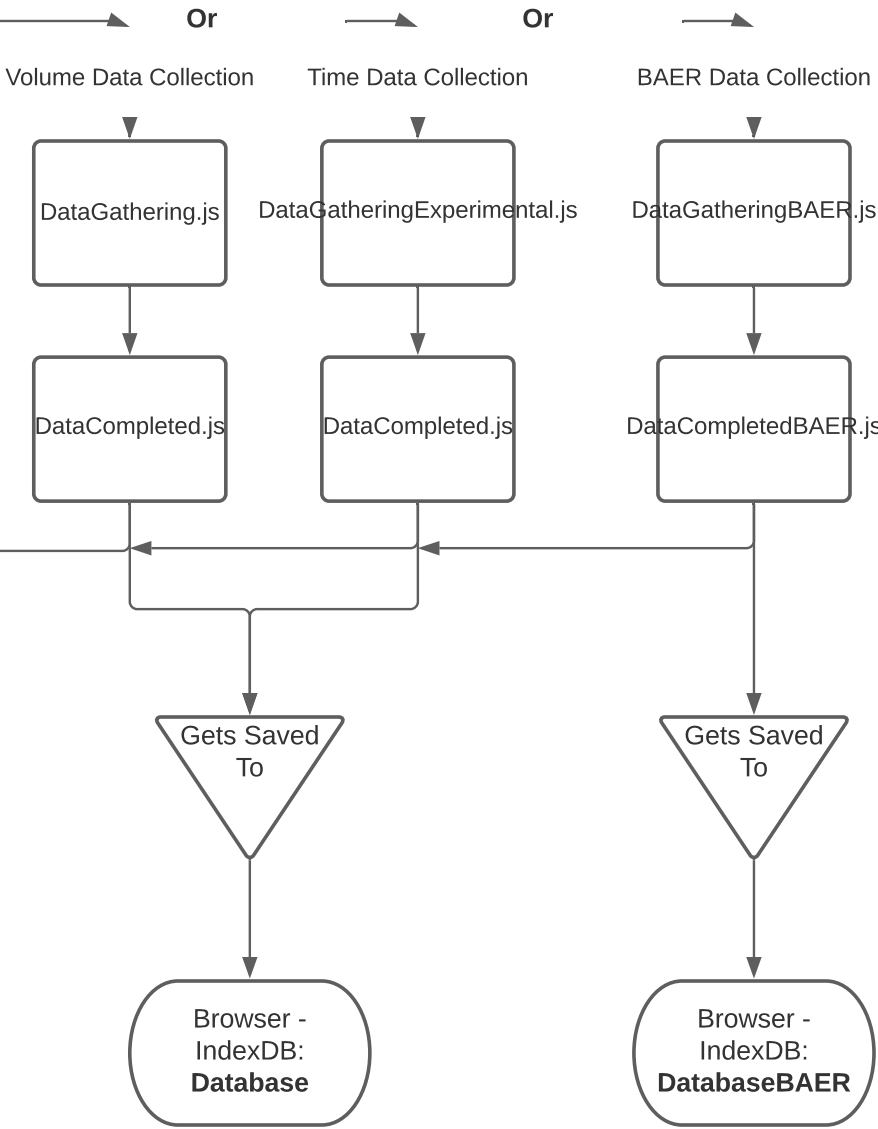 Or
Or
Volume Data Collection
Time Data Collection
BAER Data Collection
DataGathering.js
DataGatheringExperimental.js
DataGatheringBAER.js
DataCompleted.js
DataCompleted.js
DataCompletedBAER.js
Gets Saved
To
Gets Saved
To
Browser -
IndexDB:
Database
Browser -
IndexDB:
DatabaseBAER